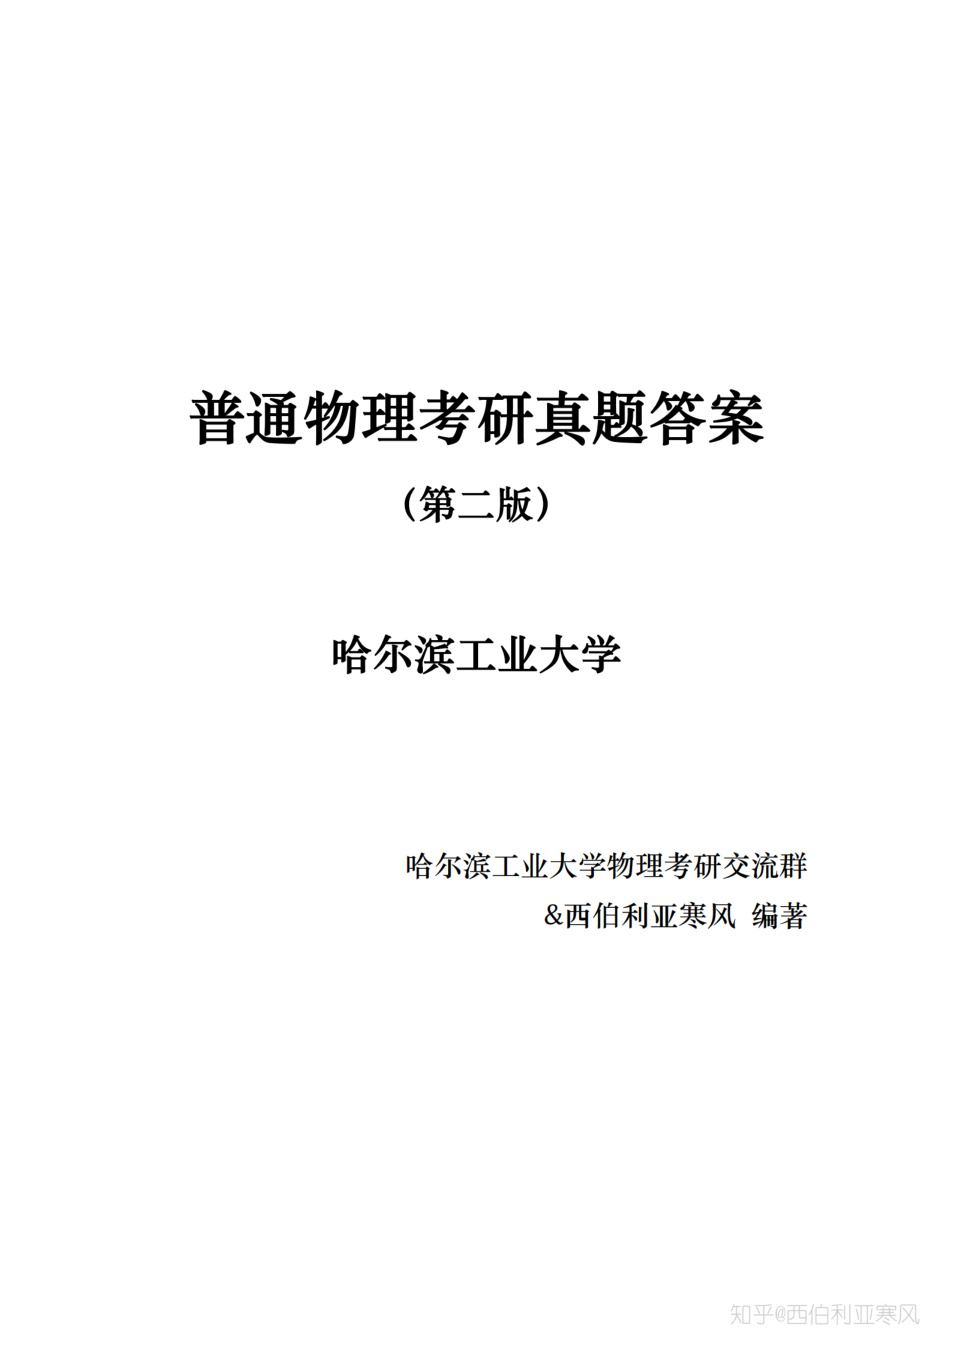 普通物理考研真题答案
（第二版）
哈尔滨工业大学
哈尔滨工业大学物理考研交流群
&西伯利亚寒风 编著
知乎@西伯利亚寒风